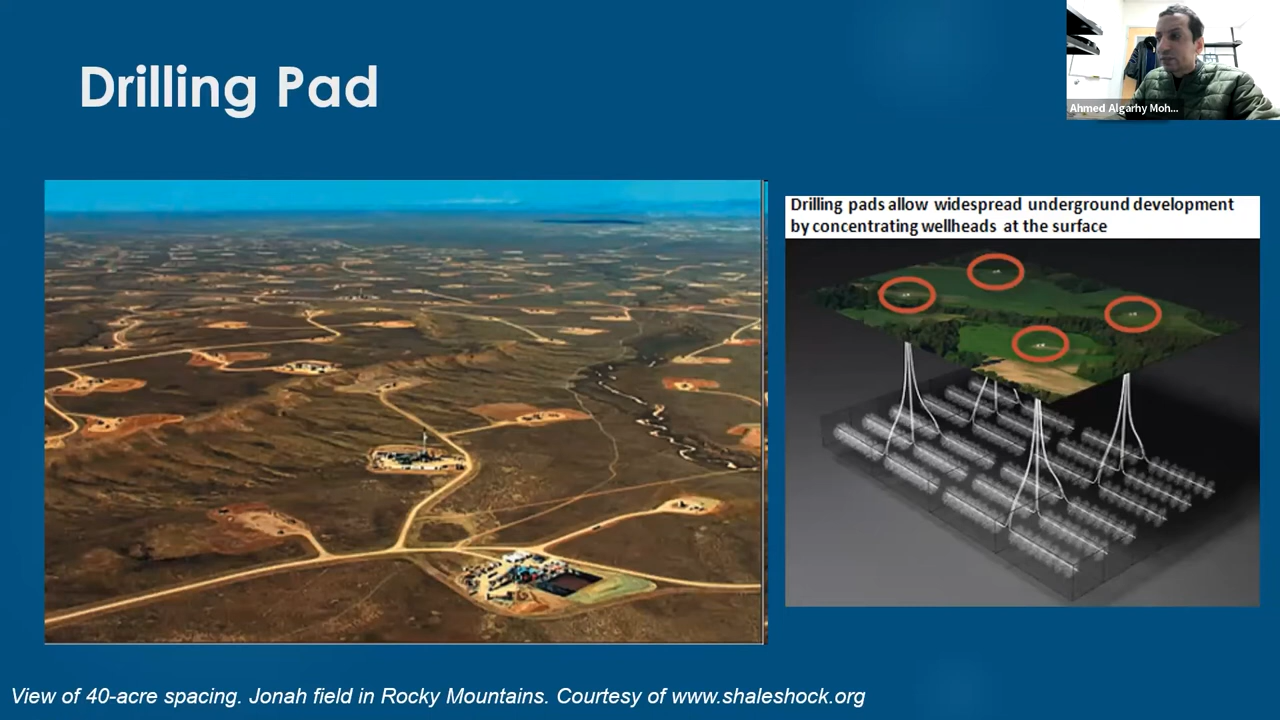 Drilling Pad
Ahmed Algarhy Moh...
Drilling pads allow widespread underground development
by concentrating wellheads at the surface
View of 40-acre spacing. Jonah field in Rocky Mountains. Courtesy of www.shaleshock.org